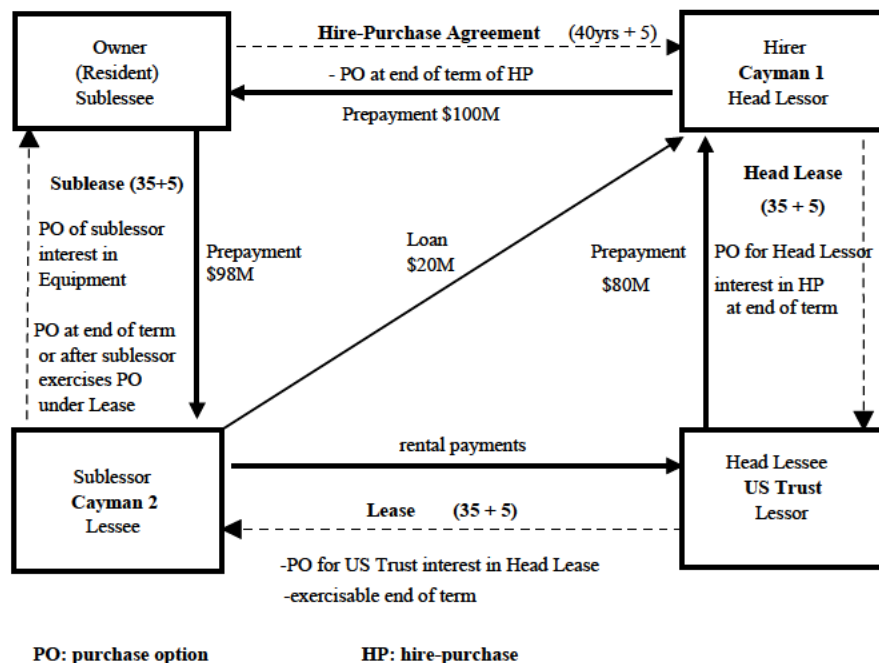 Owner
(Resident)
Sublessee
Hire-Purchase Agreement (40yrs + 5)
- PO at end of term of HP
Prepayment $100M
Hirer
Cayman 1
Head Lessor
Sublease (35+5)
PO of sublessor
interest in
Equipment
PO at end of term
or after sublessor
exercises PO
under Lease
Prepayment
$98M
Loan
$20M
Prepayment
$80M
Head Lease
(35 + 5)
PO for Head Lessor
interest in HP
at end of term
Sublessor
Cayman 2
Lessee
rental payments
Lease (35 + 5)
-PO for US Trust interest in Head Lease
-exercisable end of term
Head Lessee
US Trust
Lessor
PO: purchase option HP: hire-purchase